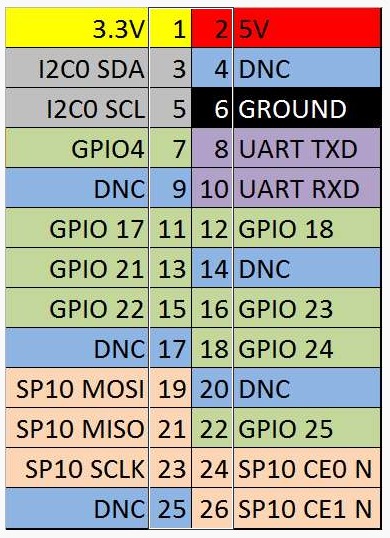 3.3V 1 2 5V
I2C0 SDA 3 4 DNC
I2C0 SCL 5 6 GROUND
GPIO4 7 8 UART TXD
DNC 9 10 UART RXD
GPIO 17 11 12 GPIO 18
GPIO 21 13 14 DNC
GPIO 22 15 16 GPIO 23
DNC 17 18 GPIO 24
SP10 MOSI 19 20 DNC
SP10 MISO 21 22 GPIO 25
SP10 SCLK 23 24 SP10 CE0 N
DNC 25 26 SP10 CE1 N